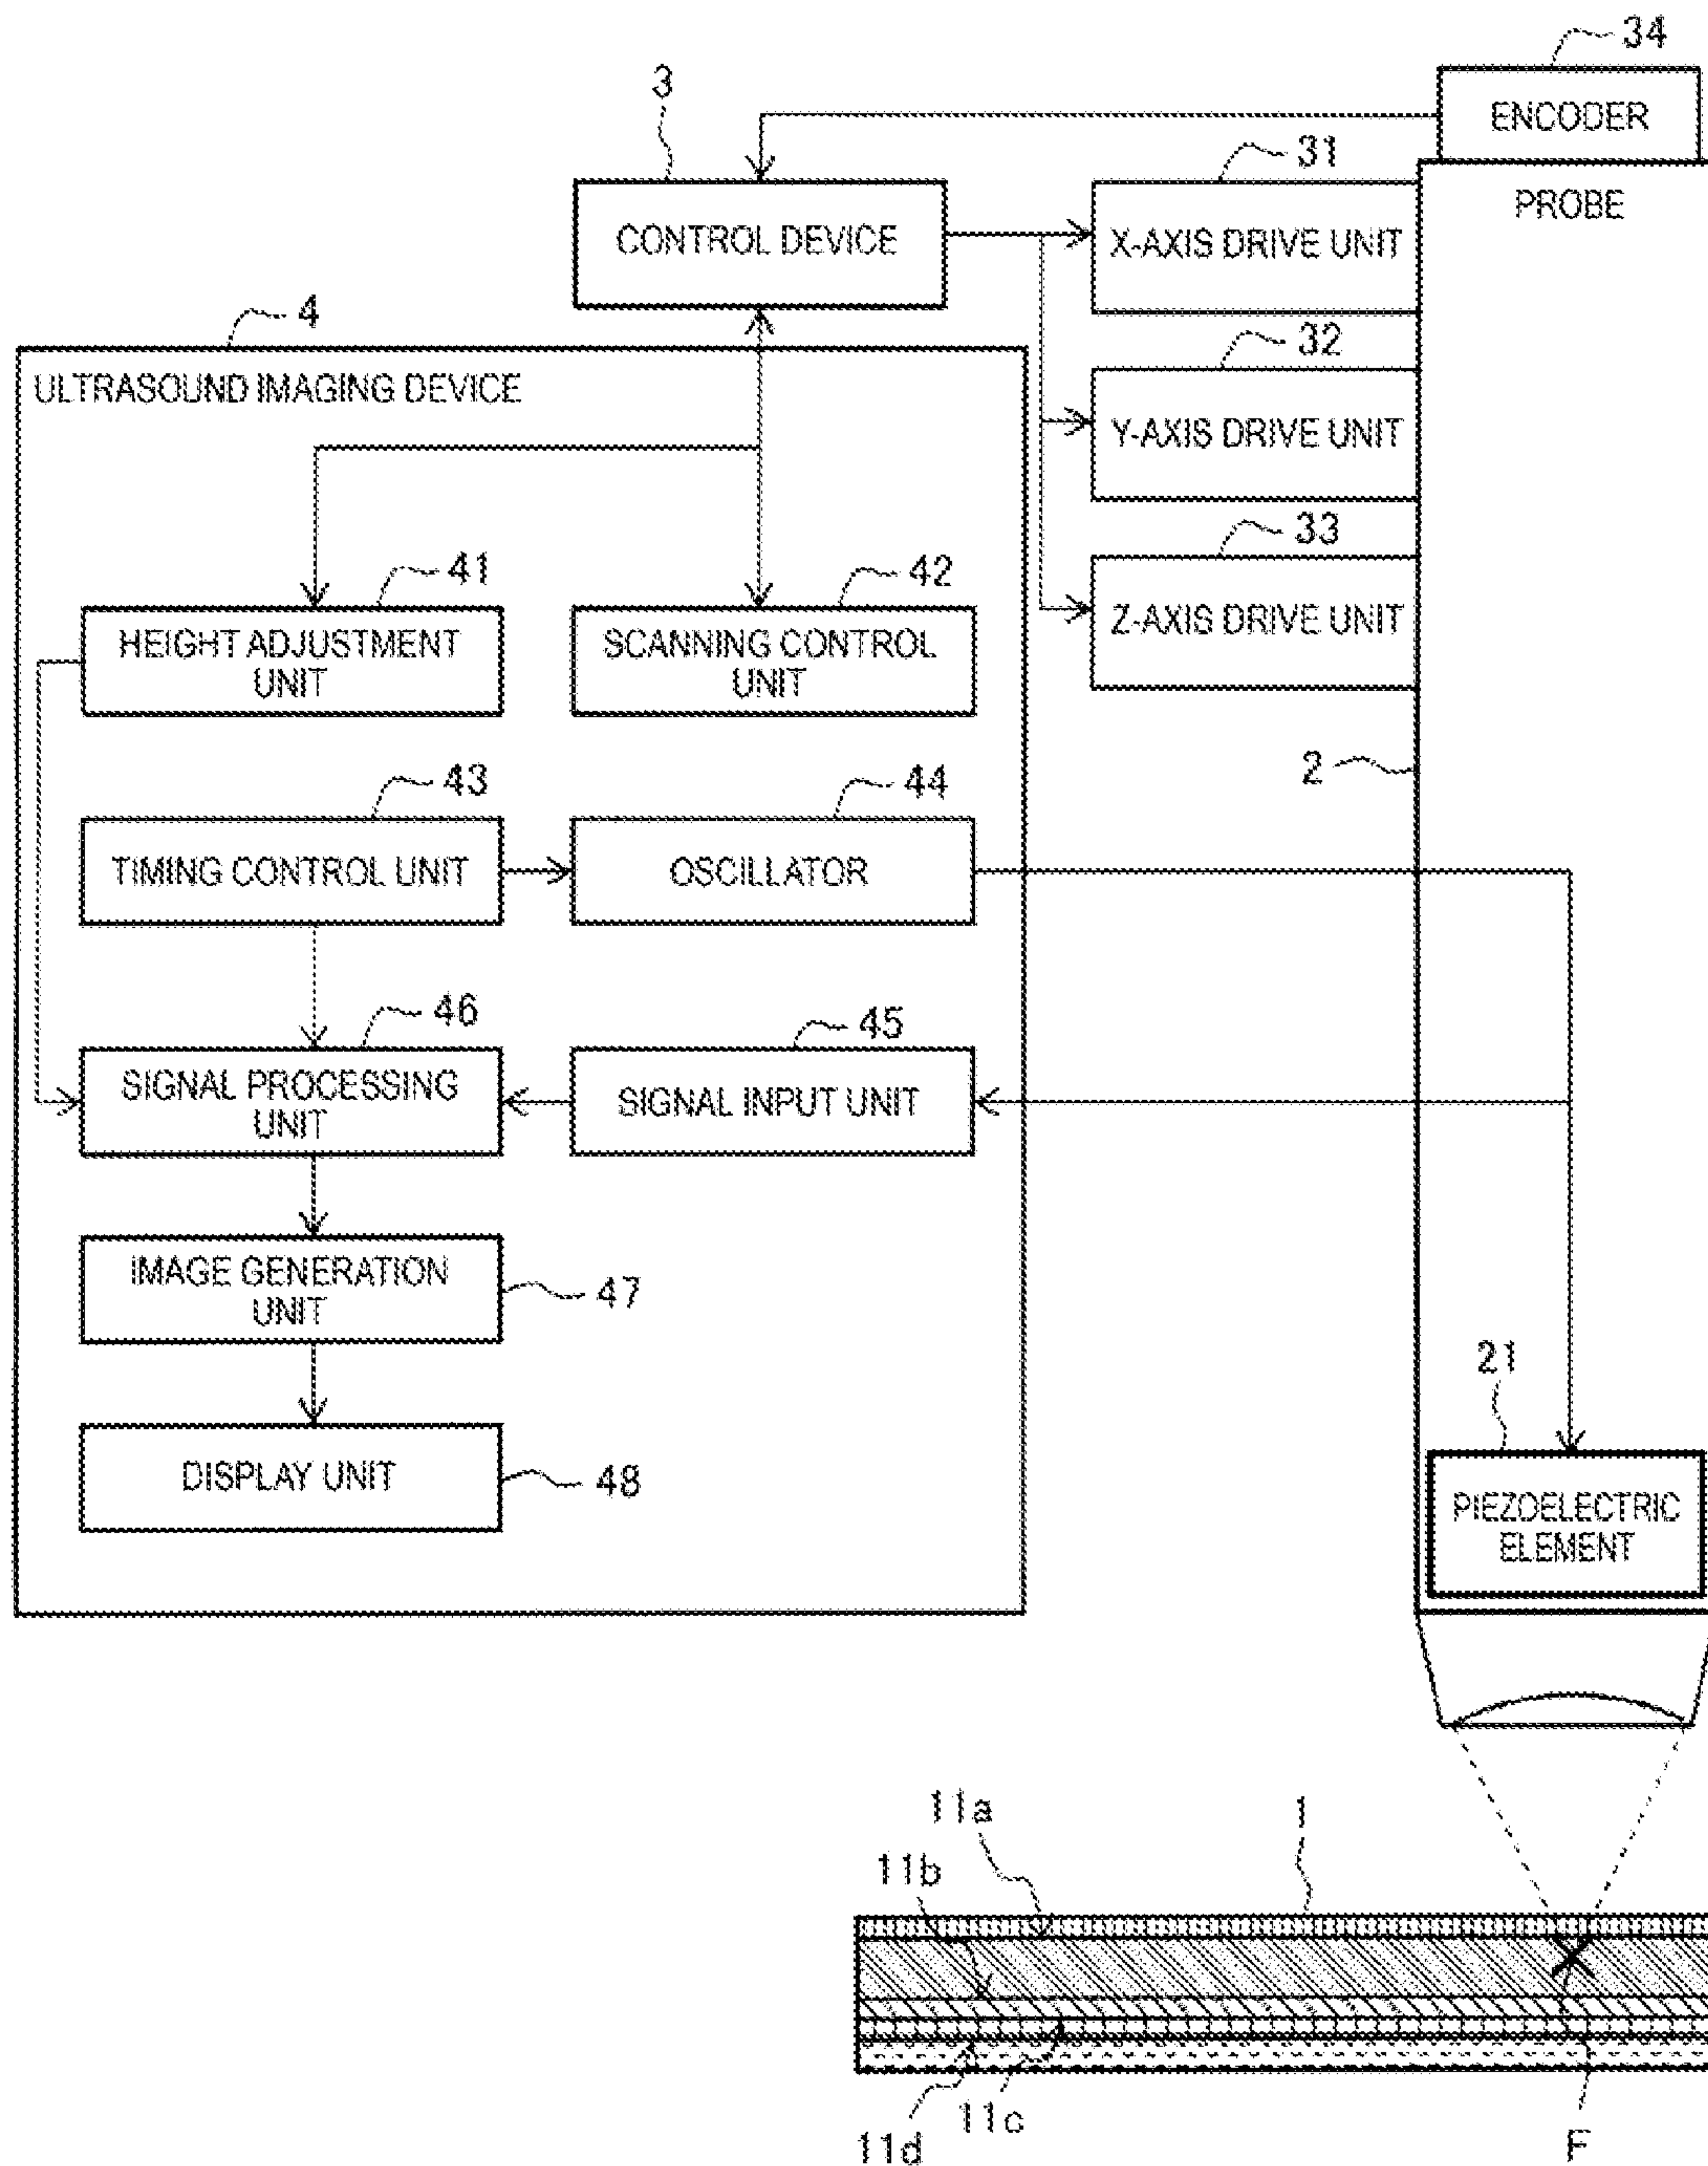 34
ENCODER
3
31
PROBE
CONTROL DEVICE
X-AXIS DRIVE UNIT
4
32
ULTRASOUND IMAGING DEVICE
Y-AXIS DRIVE UNIT
33
41
42
Z-AXIS DRIVE UNIT
HEIGHT ADJUSTMENT
UNIT
SCANNING CONTROL
UNIT
2
43
44
TIMING CONTROL UNIT
OSCILLATOR
46
45
SIGNAL PROCESSING
UNIT
SIGNAL INPUT UNIT
IMAGE GENERATION
UNIT
47
21
DISPLAY UNIT
48
PIEZOELECTRIC
ELEMENT
11a
1
11b
11c
11d
F